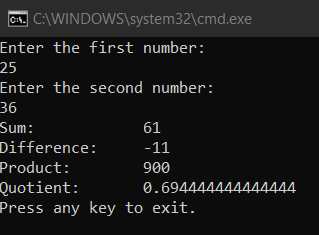 C:\WINDOWS\system32\cmd.exe
Enter the first number:
25
Enter the second number:
36
Sum: 61
Difference: -11
Product: 900
Quotient: 0.694444444444444
Press any key to exit.